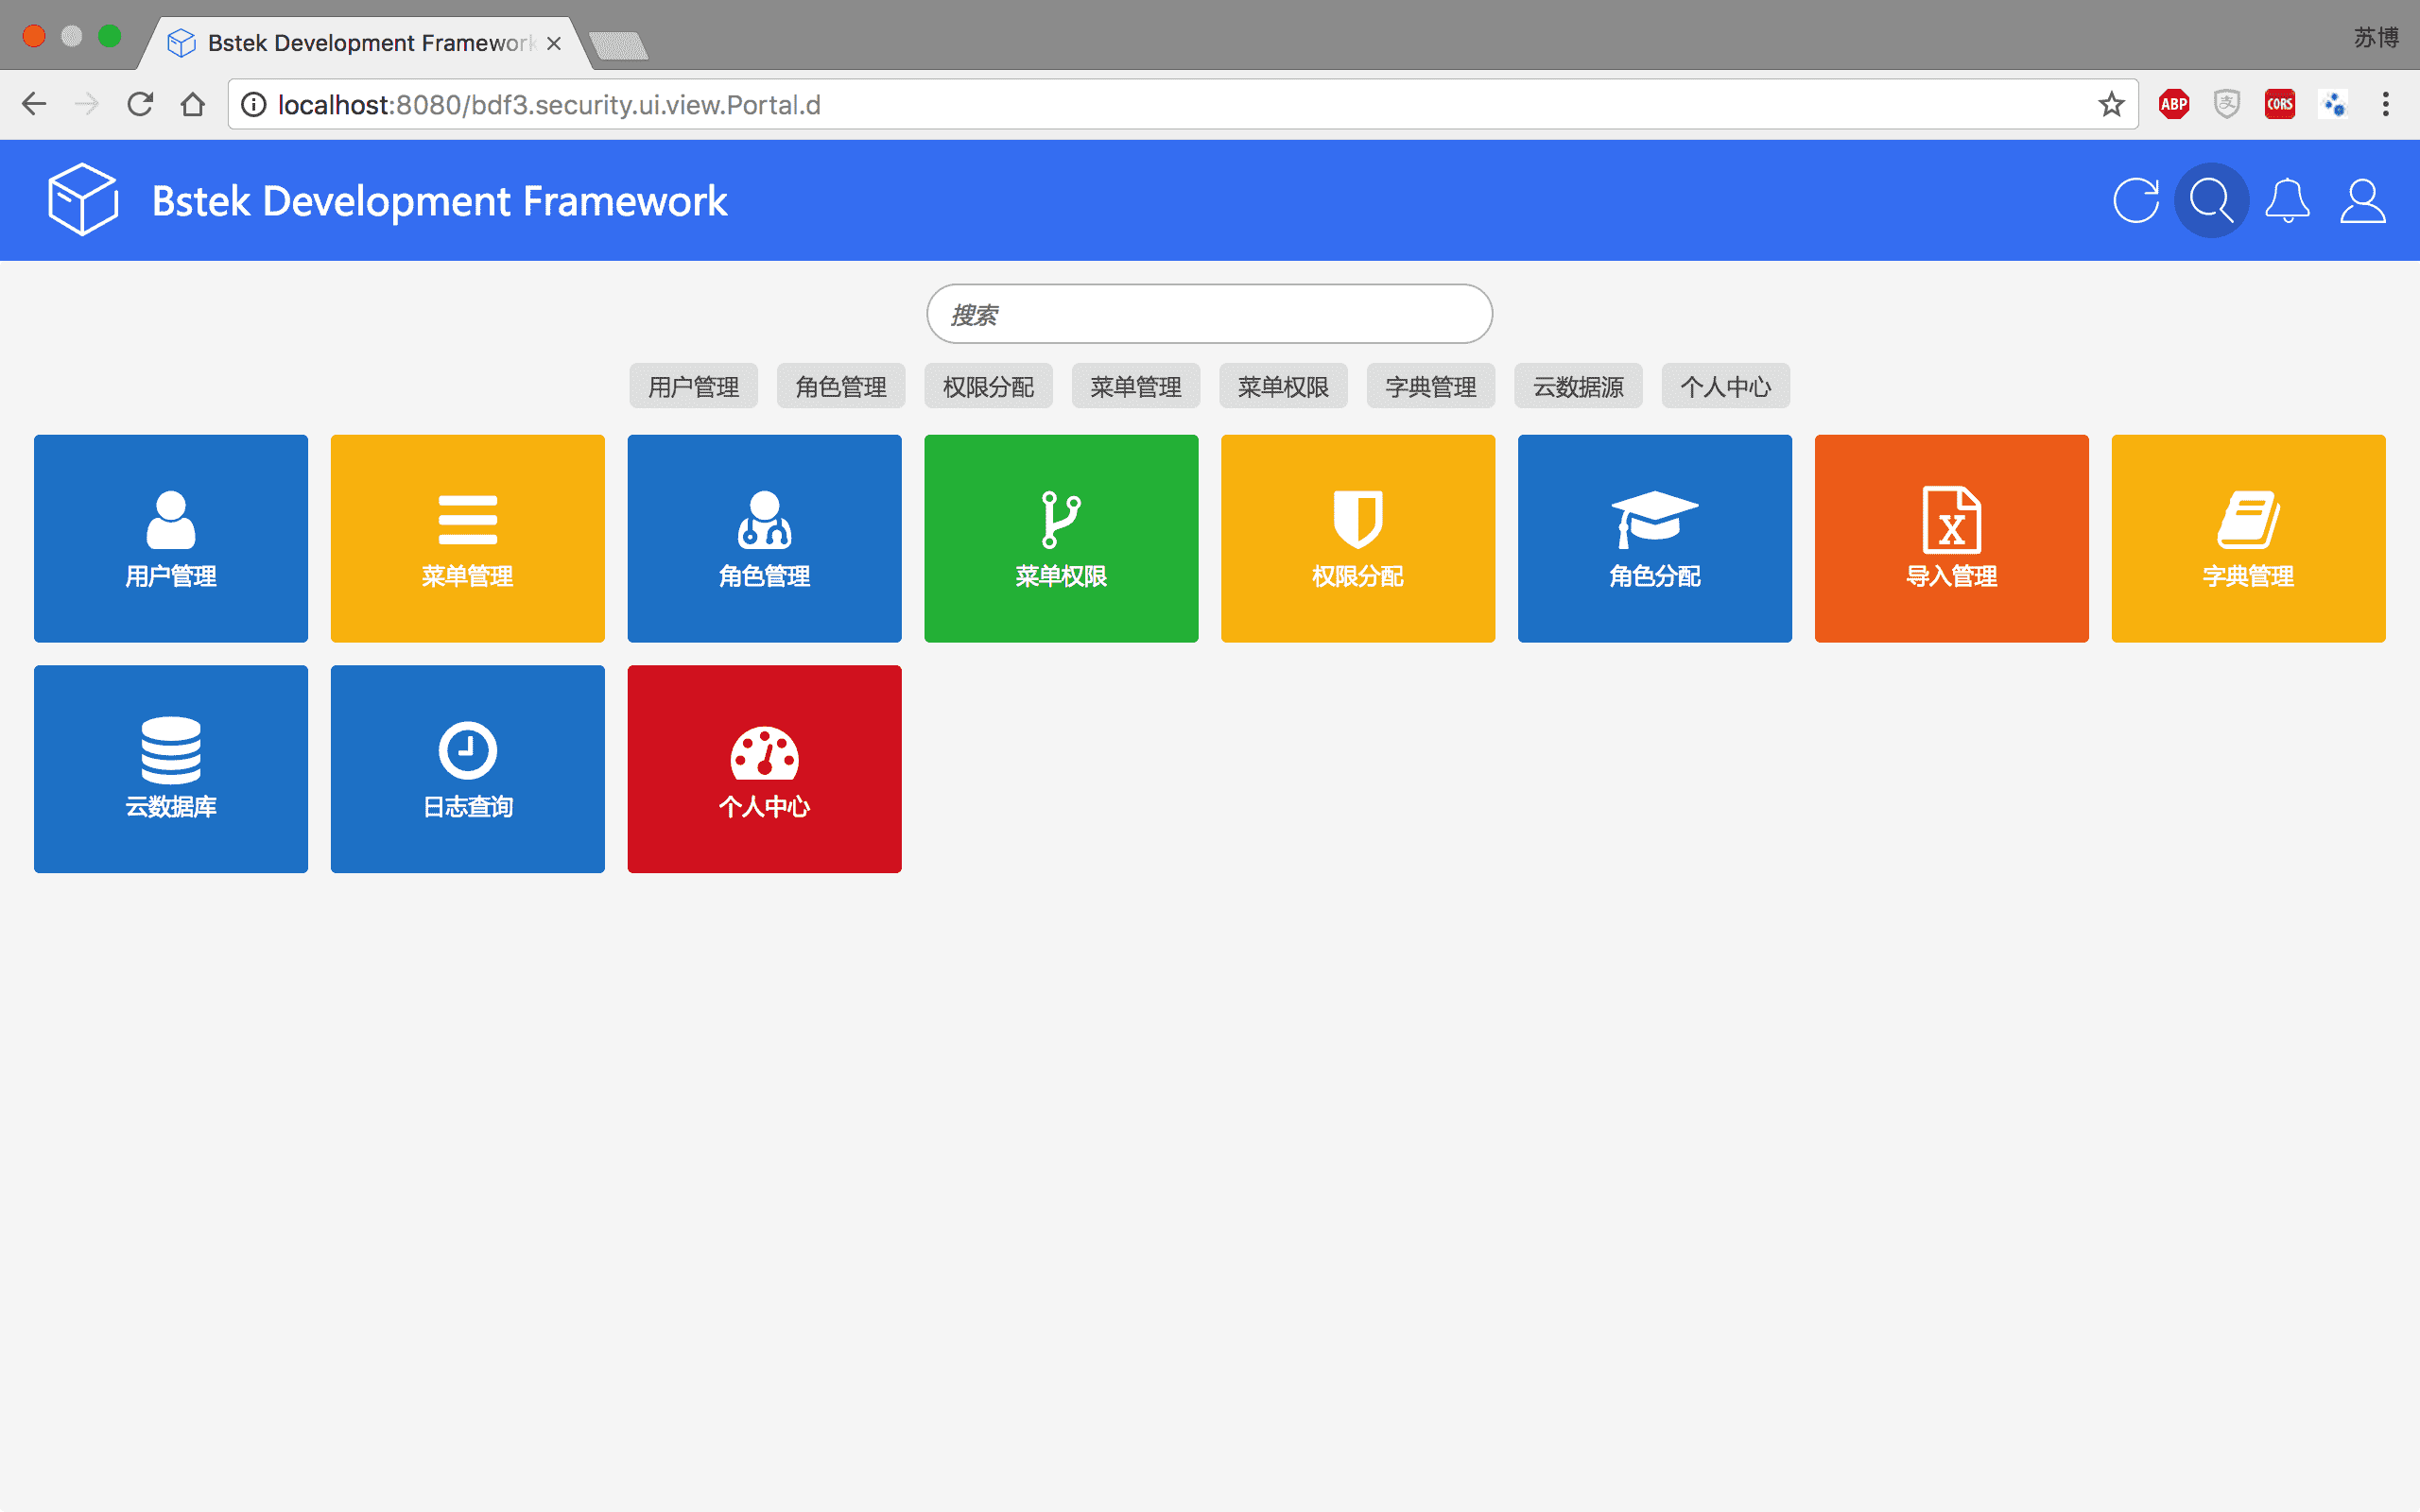 Bstek Development Framework
苏博
localhost:8080/bdf3.security.ui.view.Portal.d
ABP
支
CORS
Bstek Development Framework
搜索
用户管理 角色管理 权限分配 菜单管理 菜单权限 字典管理 云数据源 个人中心
用户管理 菜单管理 角色管理 菜单权限 权限分配 角色分配 导入管理 字典管理
云数据库 日志查询 个人中心